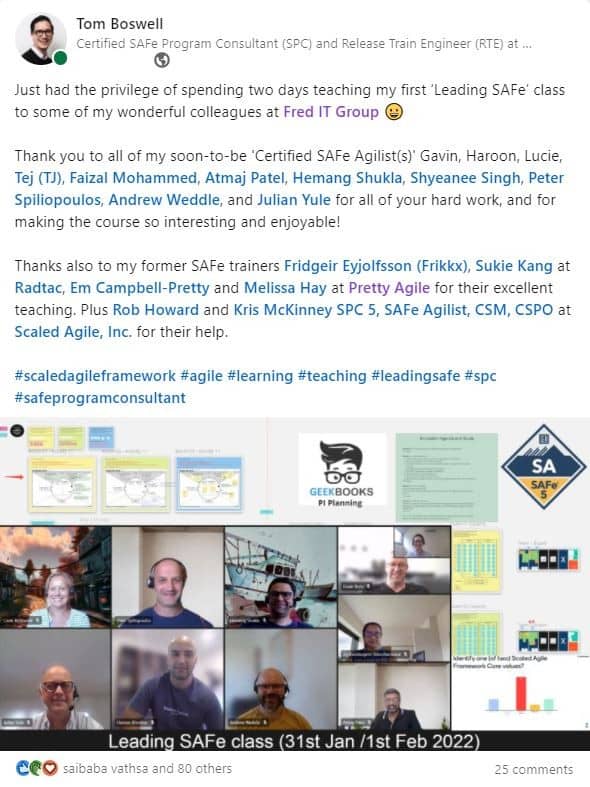 Tom Boswell
Certified SAFe Program Consultant (SPC) and Release Train Engineer (RTE) at ...
Just had the privilege of spending two days teaching my first 'Leading SAFe' class
to some of my wonderful colleagues at Fred IT Group 😀
Thank you to all of my soon-to-be 'Certified SAFe Agilist(s)' Gavin, Haroon, Lucie,
Tej (TJ), Faizal Mohammed, Atmaj Patel, Hemang Shukla, Shyeanee Singh, Peter
Spiliopoulos, Andrew Weddle, and Julian Yule for all of your hard work, and for
making the course so interesting and enjoyable!
Thanks also to my former SAFe trainers Fridgeir Eyjolfsson (Frikkx), Sukie Kang at
Radtac, Em Campbell-Pretty and Melissa Hay at Pretty Agile for their excellent
teaching. Plus Rob Howard and Kris McKinney SPC 5, SAFe Agilist, CSM, CSPO at
Scaled Agile, Inc. for their help.
#scaledagileframework #agile #learning #teaching #leadingsafe #spc
#safeprogramconsultant
GEEKBOOKS
PI Planning
SA
SAFe
5
Identify one (of two) Scaled Agile
Framework Core values?
Leading SAFe class (31st Jan /1st Feb 2022)
saibaba vathsa and 80 others
25 comments